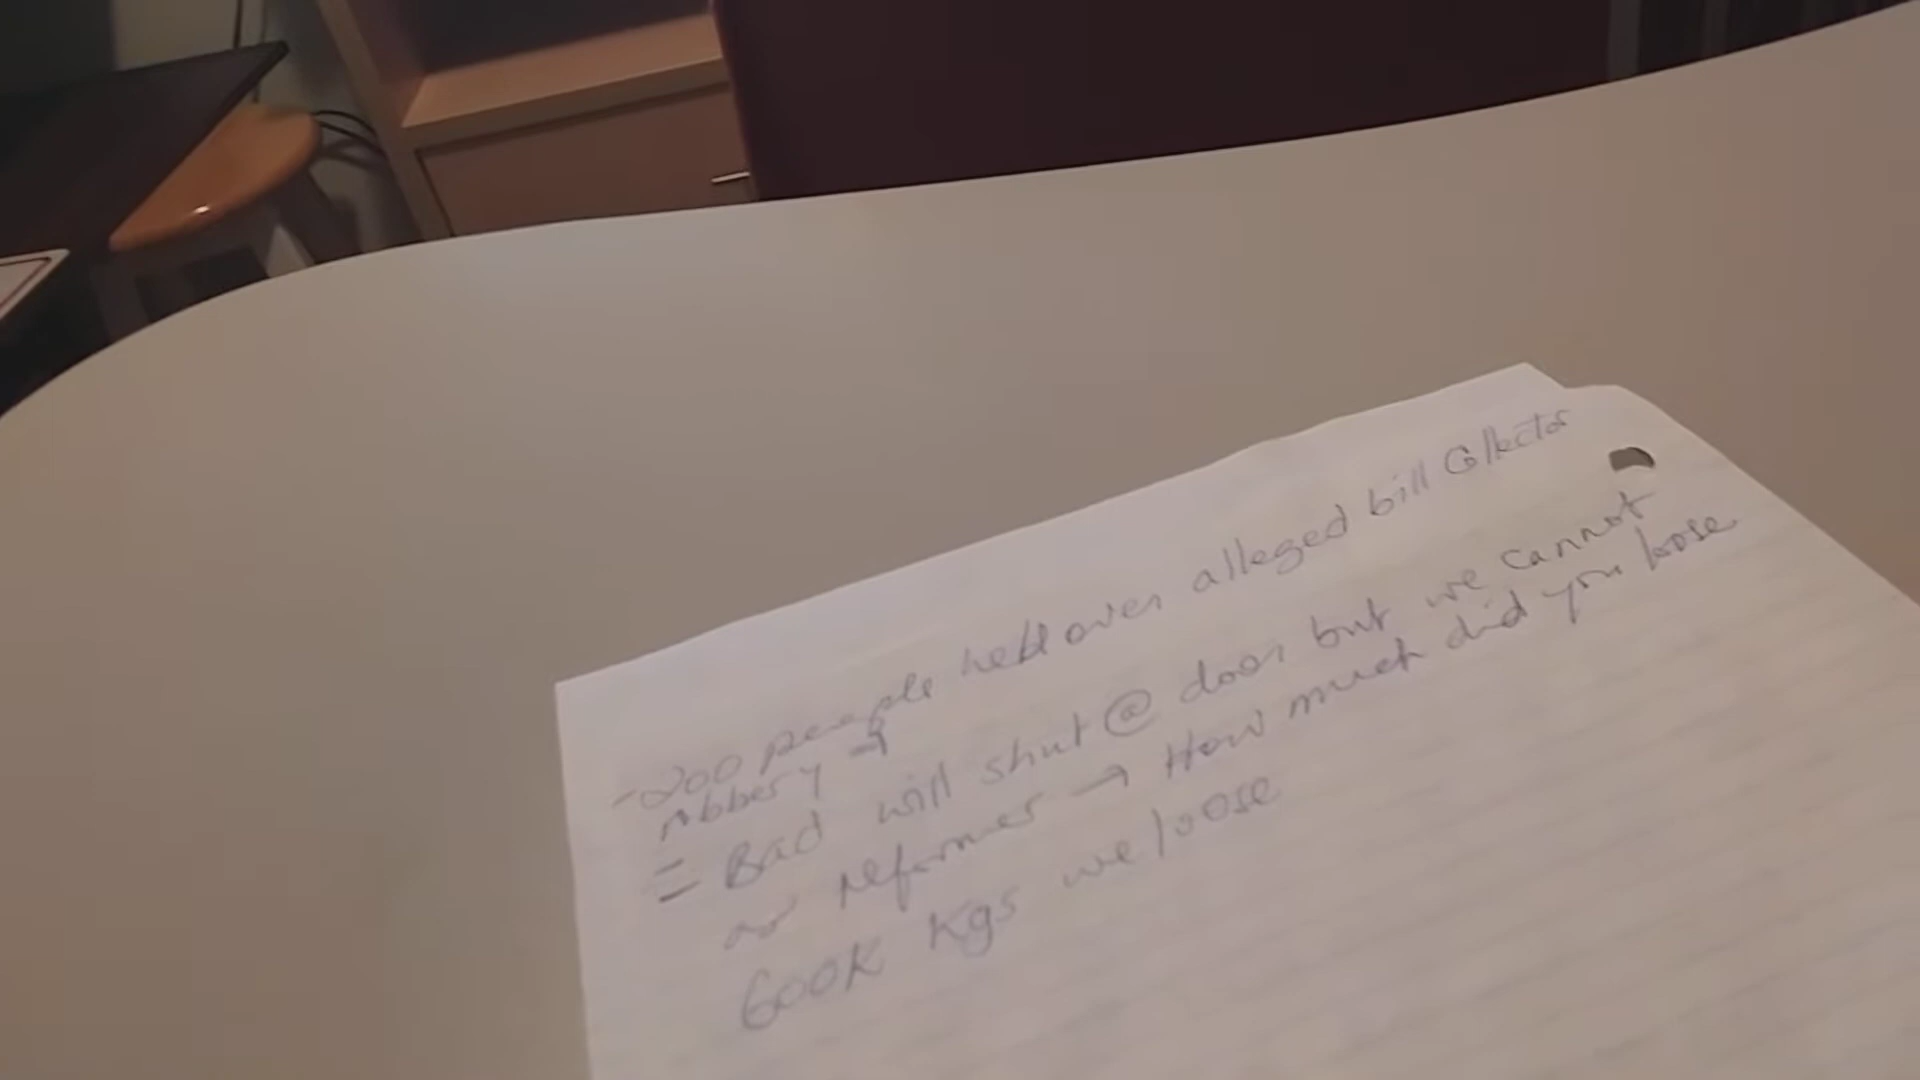 - 200 people held over alleged bill Collector
robbery →
= Bad will shut @ door but we cannot
as reformer → How much did you loose
600K Kgs we loose